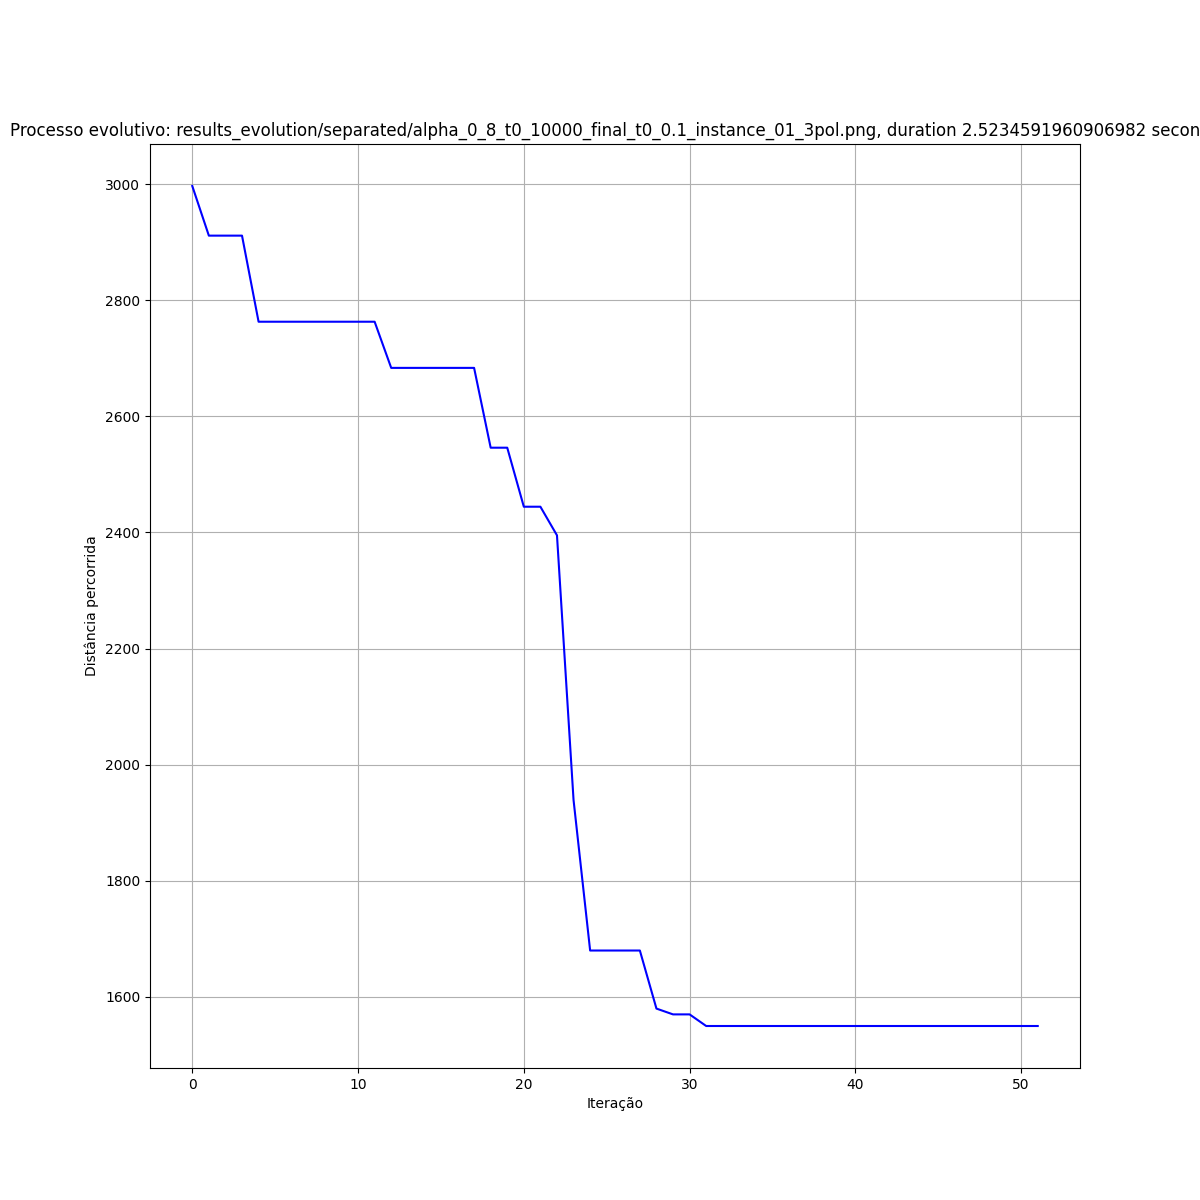 Processo evolutivo: results_evolution/separated/alpha_0_8_t0_10000_final_t0_0.1_instance_01_3pol.png, duration 2.5234591960906982 secon
3000
2800
2600
2400
2200
2000
1800
1600
Distância percorrida
0 10 20 30 40 50
Iteração